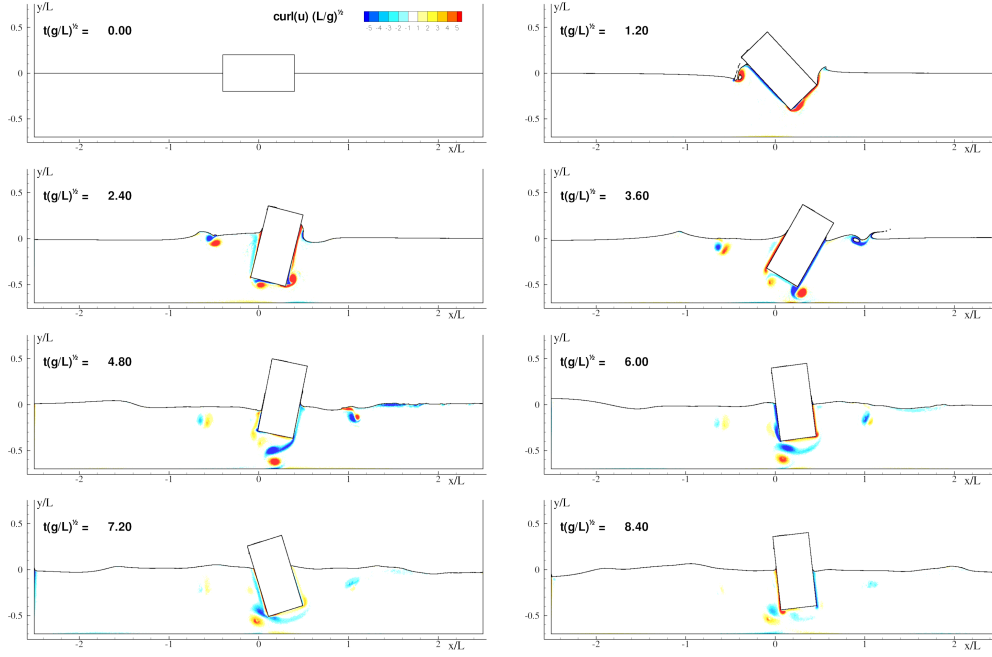 y/L
curl(u) (L/g)½
-5 -4 -3 -2 -1 1 2 3 4 5 6
t(g/L)½ = 0.00
0.5
0
-0.5
-2 -1 0 1 2
x/L
y/L
t(g/L)½ = 1.20
0.5
0
-0.5
-2 -1 0 1 2
x/L
y/L
t(g/L)½ = 2.40
0.5
0
-0.5
-2 -1 0 1 2
x/L
y/L
t(g/L)½ = 3.60
0.5
0
-0.5
-2 -1 0 1 2
x/L
y/L
t(g/L)½ = 4.80
0.5
0
-0.5
-2 -1 0 1 2
x/L
y/L
t(g/L)½ = 6.00
0.5
0
-0.5
-2 -1 0 1 2
x/L
y/L
t(g/L)½ = 7.20
0.5
0
-0.5
-2 -1 0 1 2
x/L
y/L
t(g/L)½ = 8.40
0.5
0
-0.5
-2 -1 0 1 2
x/L